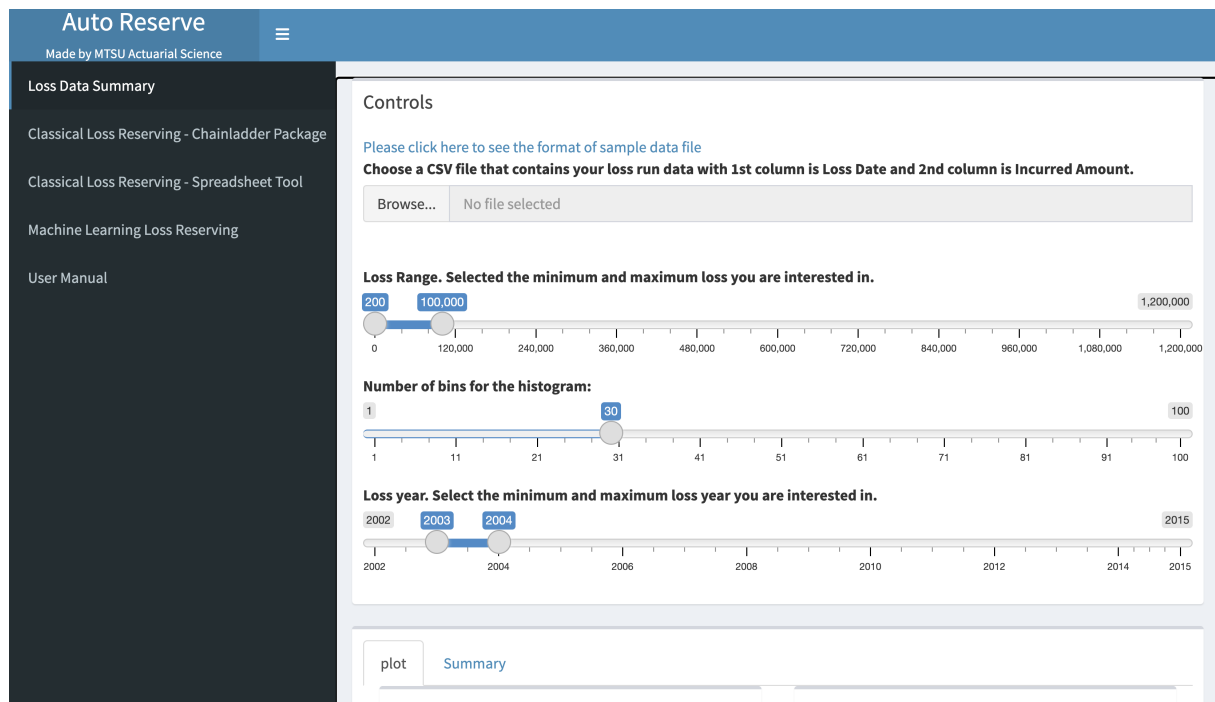 Auto Reserve
Made by MTSU Actuarial Science
Loss Data Summary
Classical Loss Reserving - Chainladder Package
Classical Loss Reserving - Spreadsheet Tool
Machine Learning Loss Reserving
User Manual
Controls
Please click here to see the format of sample data file
Choose a CSV file that contains your loss run data with 1st column is Loss Date and 2nd column is Incurred Amount.
Browse... No file selected
Loss Range. Selected the minimum and maximum loss you are interested in.
200 100,000 1,200,000
0 120,000 240,000 360,000 480,000 600,000 720,000 840,000 960,000 1,080,000 1,200,000
Number of bins for the histogram:
1 30 100
1 11 21 31 41 51 61 71 81 91 100
Loss year. Select the minimum and maximum loss year you are interested in.
2002 2003 2004 2015
2002 2004 2006 2008 2010 2012 2014 2015
plot Summary